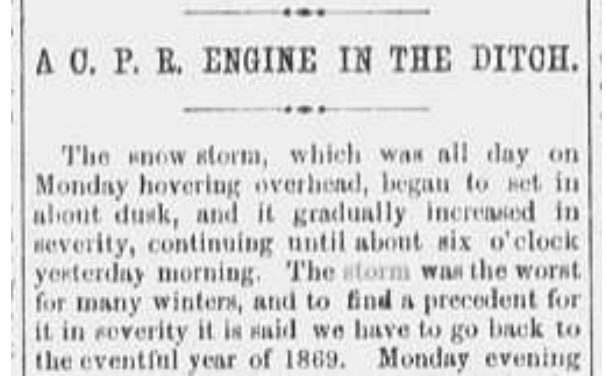 A C. P. R. ENGINE IN THE DITCH.
The snow storm, which was all day on
Monday hovering overhead, began to set in
about dusk, and it gradually increased in
severity, continuing until about six o'clock
yesterday morning. The storm was the worst
for many winters, and to find a precedent for
it in severity it is said we have to go back to
the eventful year of 1869. Monday evening